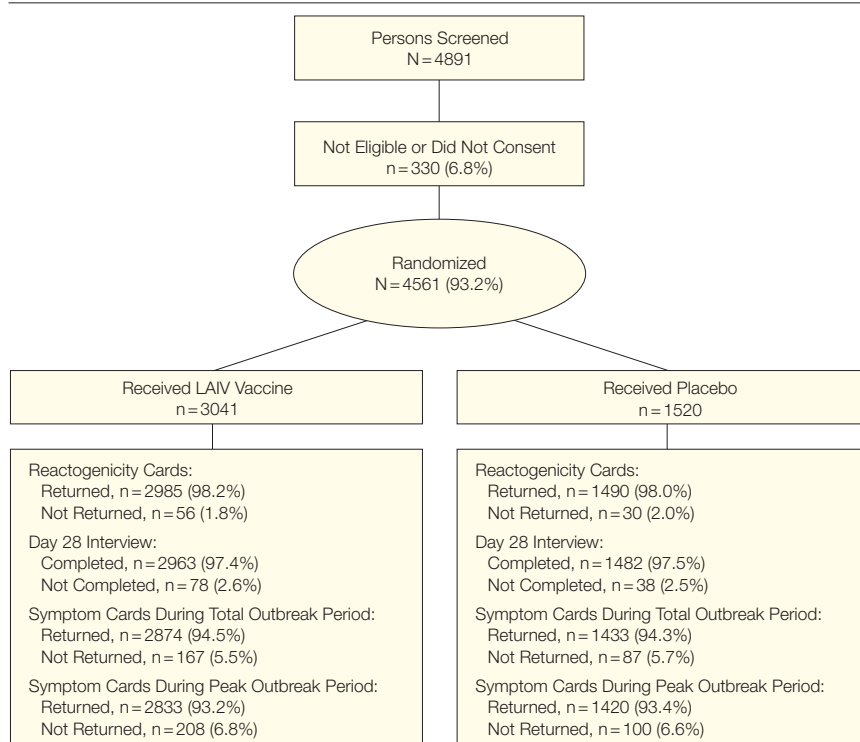 Persons Screened
N = 4891
Not Eligible or Did Not Consent
n = 330 (6.8%)
Randomized
N = 4561 (93.2%)
Received LAIV Vaccine
n = 3041
Reactogenicity Cards:
Returned, n = 2985 (98.2%)
Not Returned, n = 56 (1.8%)
Day 28 Interview:
Completed, n = 2963 (97.4%)
Not Completed, n = 78 (2.6%)
Symptom Cards During Total Outbreak Period:
Returned, n = 2874 (94.5%)
Not Returned, n = 167 (5.5%)
Symptom Cards During Peak Outbreak Period:
Returned, n = 2833 (93.2%)
Not Returned, n = 208 (6.8%)
Received Placebo
n = 1520
Reactogenicity Cards:
Returned, n = 1490 (98.0%)
Not Returned, n = 30 (2.0%)
Day 28 Interview:
Completed, n = 1482 (97.5%)
Not Completed, n = 38 (2.5%)
Symptom Cards During Total Outbreak Period:
Returned, n = 1433 (94.3%)
Not Returned, n = 87 (5.7%)
Symptom Cards During Peak Outbreak Period:
Returned, n = 1420 (93.4%)
Not Returned, n = 100 (6.6%)